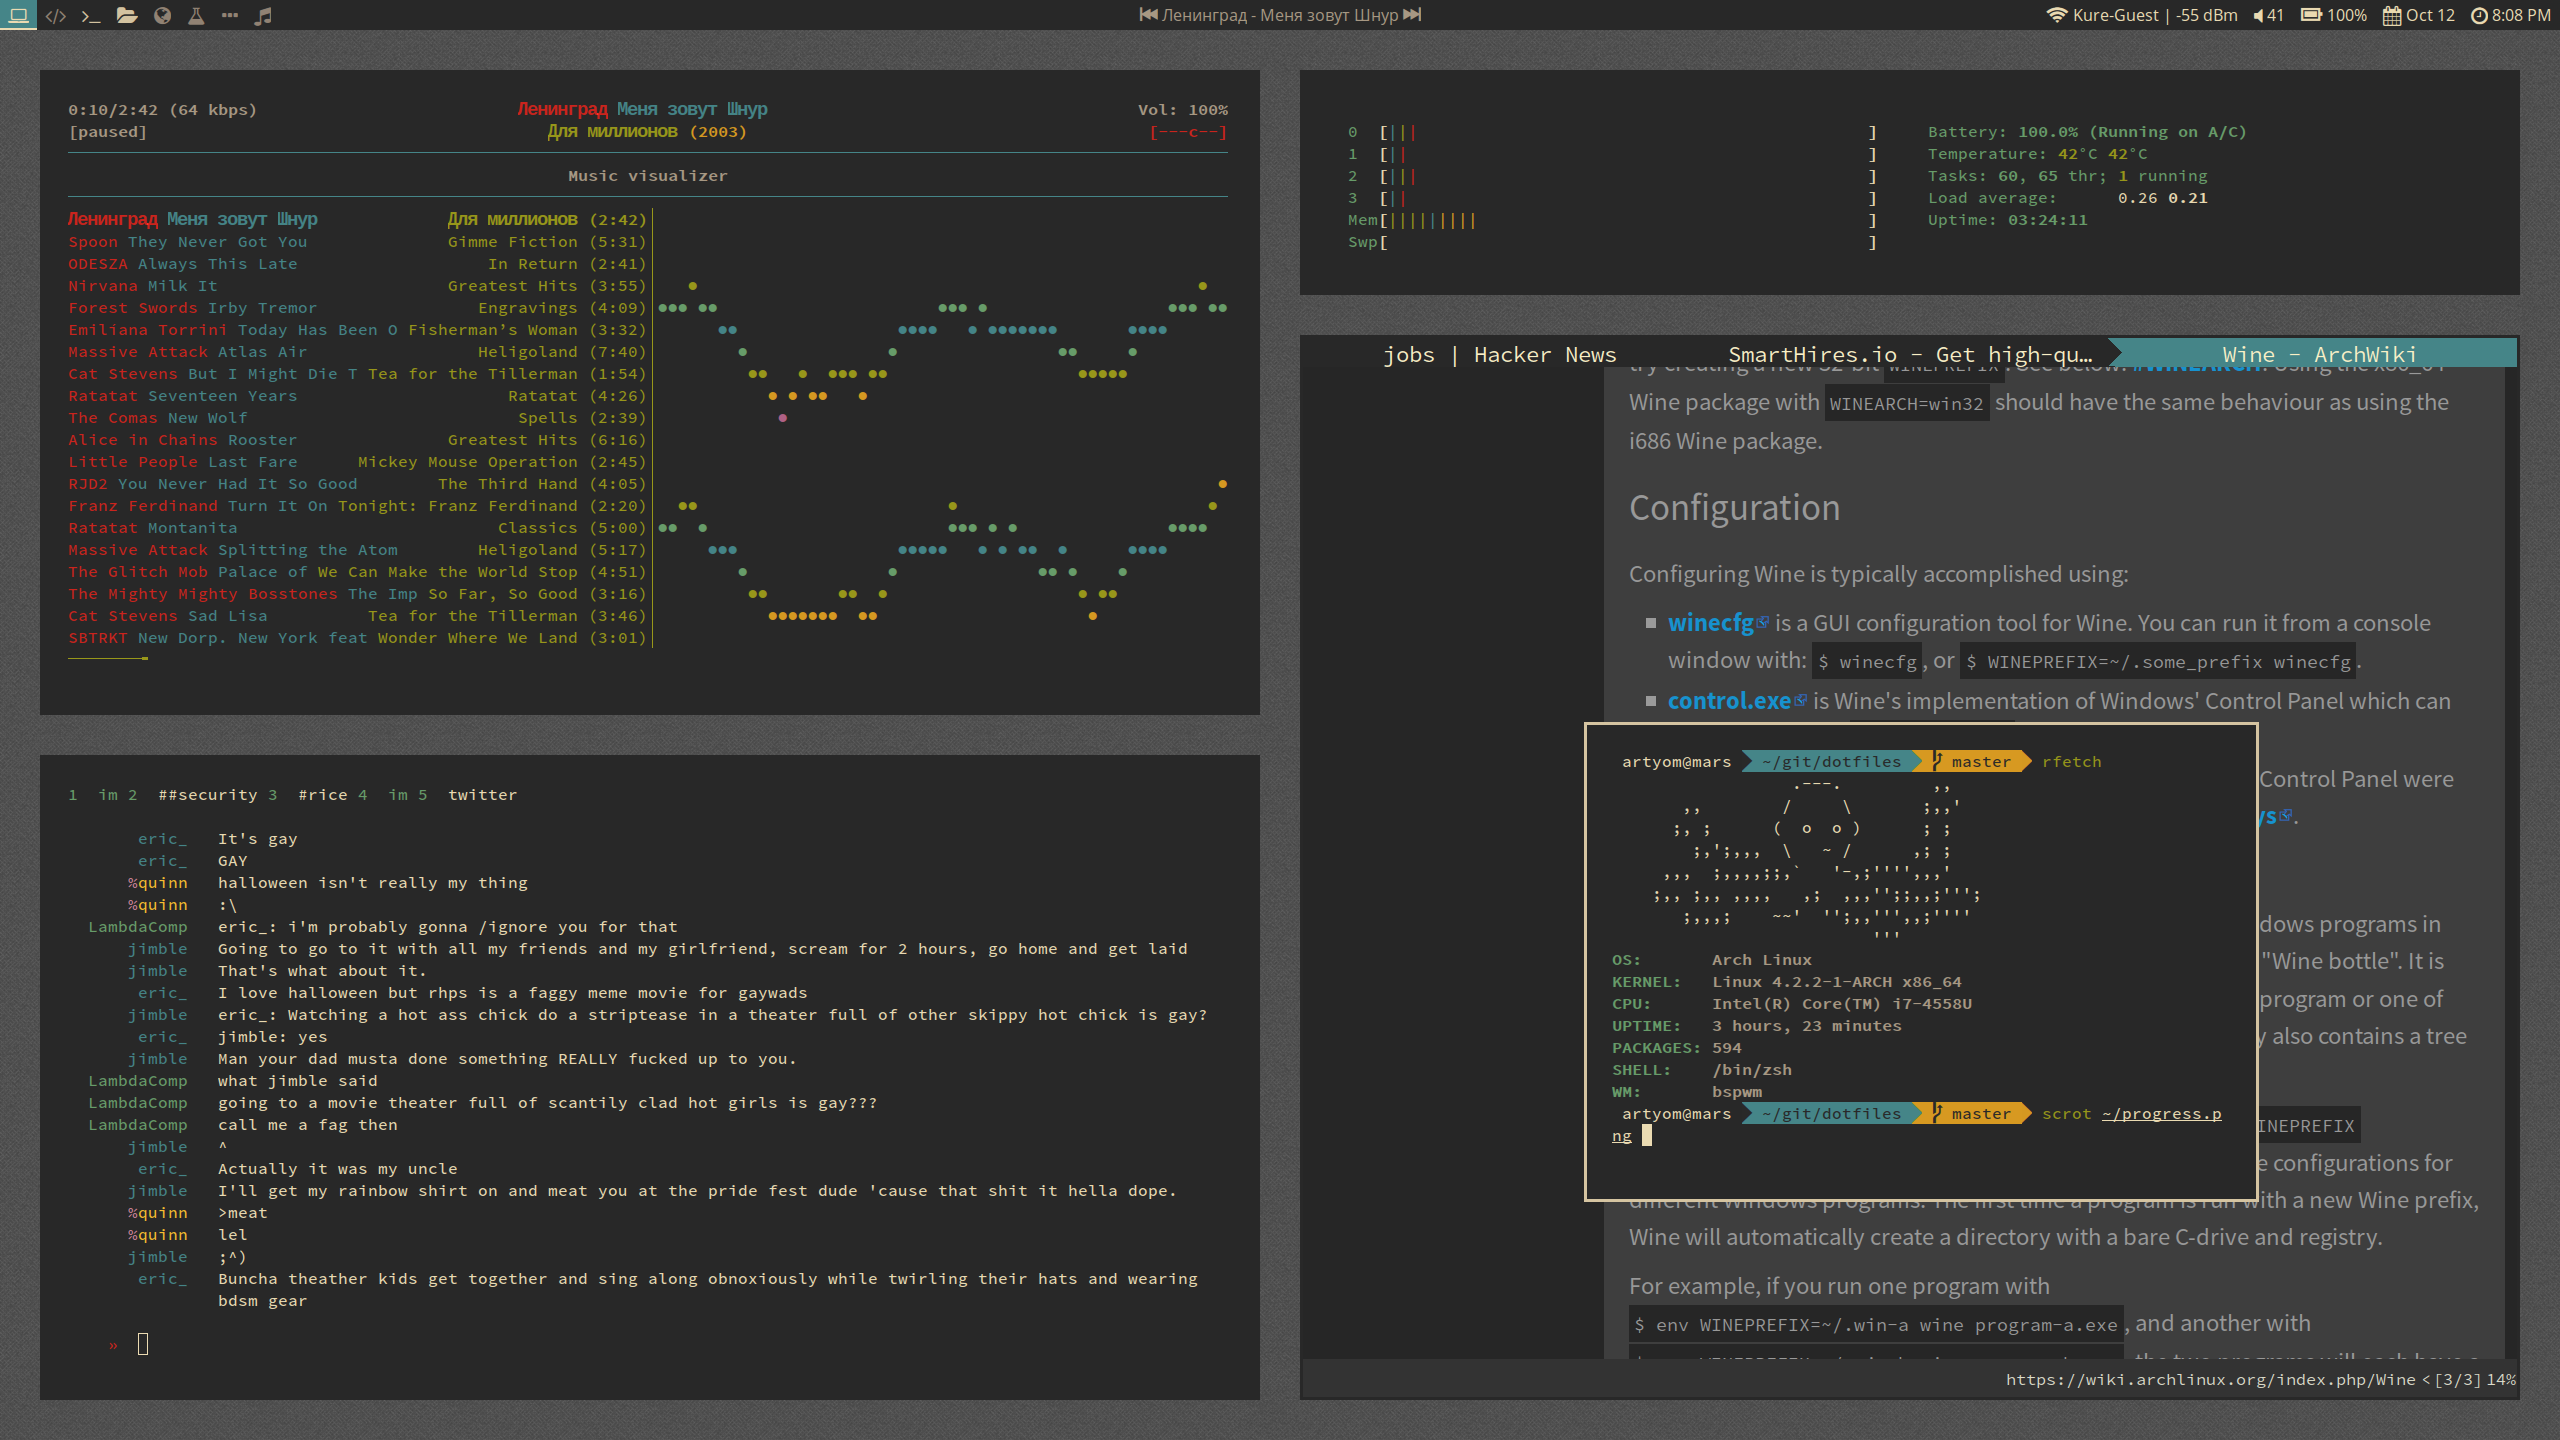 Ленинград - Меня зовут Шнур
Kure-Guest | -55 dBm 41 100% Oct 12 8:08 PM
0:10/2:42 (64 kbps) Ленинград Меня зовут Шнур Vol: 100%
[paused] Для миллионов (2003) [---c--]
Music visualizer
Ленинград Меня зовут Шнур Для миллионов (2:42)
Spoon They Never Got You Gimme Fiction (5:31)
ODESZA Always This Late In Return (2:41)
Nirvana Milk It Greatest Hits (3:55)
Forest Swords Irby Tremor Engravings (4:09)
Emiliana Torrini Today Has Been O Fisherman’s Woman (3:32)
Massive Attack Atlas Air Heligoland (7:40)
Cat Stevens But I Might Die T Tea for the Tillerman (1:54)
Ratatat Seventeen Years Ratatat (4:26)
The Comas New Wolf Spells (2:39)
Alice in Chains Rooster Greatest Hits (6:16)
Little People Last Fare Mickey Mouse Operation (2:45)
RJD2 You Never Had It So Good The Third Hand (4:05)
Franz Ferdinand Turn It On Tonight: Franz Ferdinand (2:20)
Ratatat Montanita Classics (5:00)
Massive Attack Splitting the Atom Heligoland (5:17)
The Glitch Mob Palace of We Can Make the World Stop (4:51)
The Mighty Mighty Bosstones The Imp So Far, So Good (3:16)
Cat Stevens Sad Lisa Tea for the Tillerman (3:46)
SBTRKT New Dorp. New York feat Wonder Where We Land (3:01)
1 im 2 ##security 3 #rice 4 im 5 twitter
eric_ It's gay
eric_ GAY
%quinn halloween isn't really my thing
%quinn :\
LambdaComp eric_: i'm probably gonna /ignore you for that
jimble Going to go to it with all my friends and my girlfriend, scream for 2 hours, go home and get laid
jimble That's what about it.
eric_ I love halloween but rhps is a faggy meme movie for gaywads
jimble eric_: Watching a hot ass chick do a striptease in a theater full of other skippy hot chick is gay?
eric_ jimble: yes
jimble Man your dad musta done something REALLY fucked up to you.
LambdaComp what jimble said
LambdaComp going to a movie theater full of scantily clad hot girls is gay???
LambdaComp call me a fag then
jimble ^
eric_ Actually it was my uncle
jimble I'll get my rainbow shirt on and meat you at the pride fest dude 'cause that shit it hella dope.
%quinn >meat
%quinn lel
jimble ;^)
eric_ Buncha theather kids get together and sing along obnoxiously while twirling their hats and wearing
bdsm gear
»
0 [||| ] Battery: 100.0% (Running on A/C)
1 [|| ] Temperature: 42°C 42°C
2 [||| ] Tasks: 60, 65 thr; 1 running
3 [|| ] Load average: 0.26 0.21
Mem[||||||||| ] Uptime: 03:24:11
Swp[ ]
jobs | Hacker News SmartHires.io - Get high-qu… Wine - ArchWiki
try creating a new 32-bit WINEPREFIX. See below: #WINEARCH. Using the x86_64
Wine package with WINEARCH=win32 should have the same behaviour as using the
i686 Wine package.
Configuration
Configuring Wine is typically accomplished using:
winecfg is a GUI configuration tool for Wine. You can run it from a console
window with: $ winecfg, or $ WINEPREFIX=~/.some_prefix winecfg.
control.exe is Wine's implementation of Windows' Control Panel which can
Control Panel were
ys.
dows programs in
"Wine bottle". It is
program or one of
y also contains a tree
INEPREFIX
e configurations for
different Windows programs. The first time a program is run with a new Wine prefix,
Wine will automatically create a directory with a bare C-drive and registry.
For example, if you run one program with
$ env WINEPREFIX=~/.win-a wine program-a.exe, and another with
https://wiki.archlinux.org/index.php/Wine < [3/3] 14%
artyom@mars ~/git/dotfiles master rfetch
OS: Arch Linux
KERNEL: Linux 4.2.2-1-ARCH x86_64
CPU: Intel(R) Core(TM) i7-4558U
UPTIME: 3 hours, 23 minutes
PACKAGES: 594
SHELL: /bin/zsh
WM: bspwm
artyom@mars ~/git/dotfiles master scrot ~/progress.p
ng